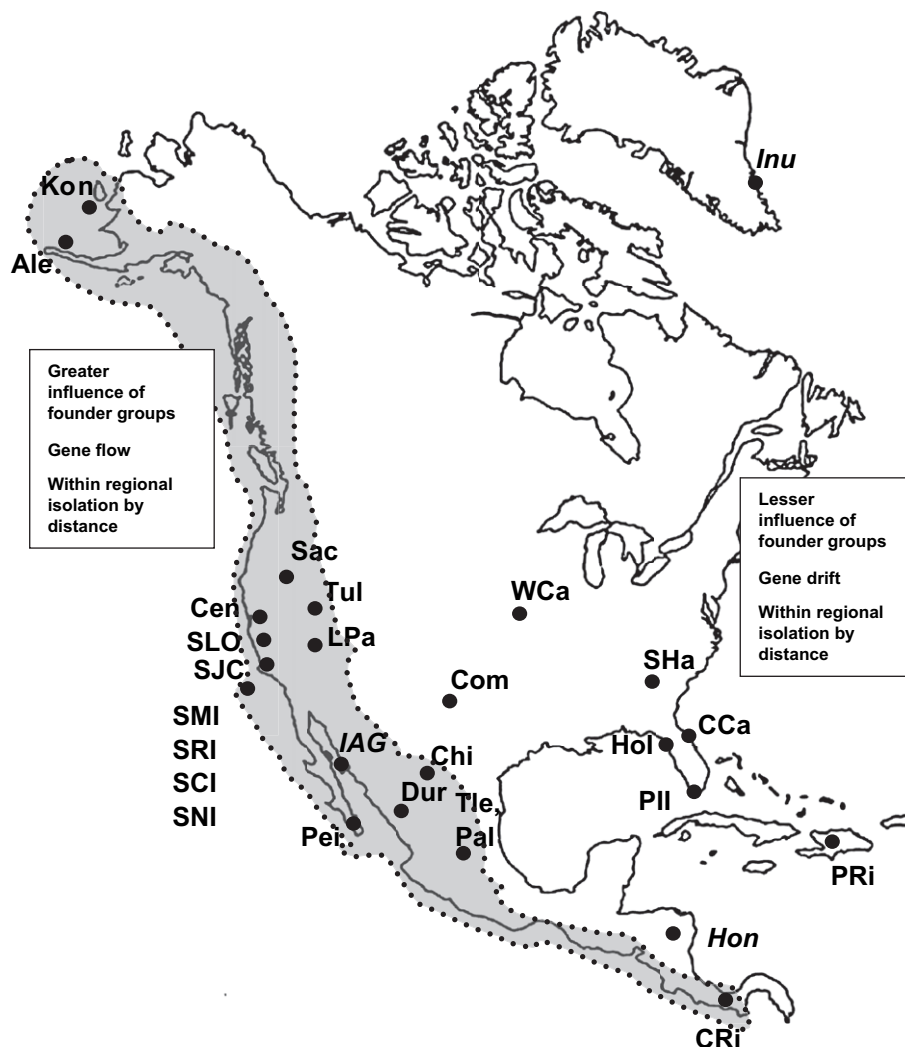 Inu
Kon
Ale
Greater
influence of
founder groups
Gene flow
Within regional
isolation by
distance
Lesser
influence of
founder groups
Gene drift
Within regional
isolation by
distance
Sac
Tul
WCa
Cen
SLO
LPa
SJC
SHa
Com
SMI
SRI
SCI
SNI
IAG
CCa
Hol
Chi
Dur
Tle,
Pal
PII
Pei
PRi
Hon
CRi